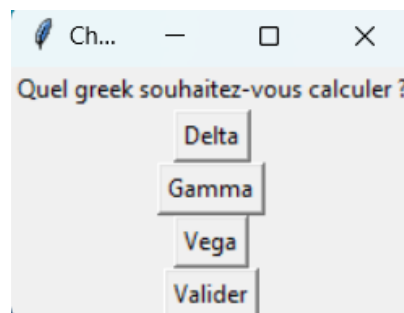 Ch...
Quel greek souhaitez-vous calculer ?
Delta
Gamma
Vega
Valider